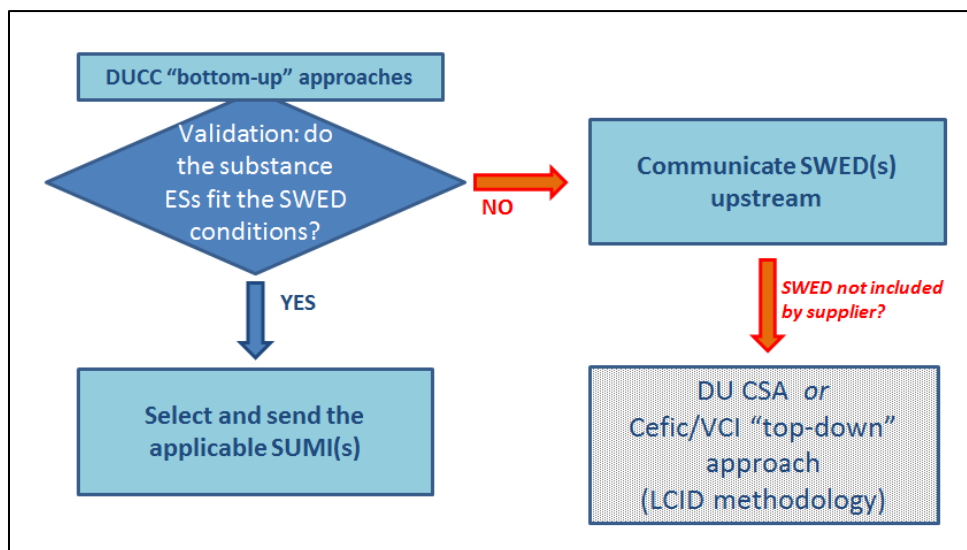 DUCC “bottom-up” approaches
Validation: do
the substance
ESs fit the SWED
conditions?
NO
Communicate SWED(s)
upstream
YES
SWED not included
by supplier?
Select and send the
applicable SUMI(s)
DU CSA or
Cefic/VCI “top-down”
approach
(LCID methodology)